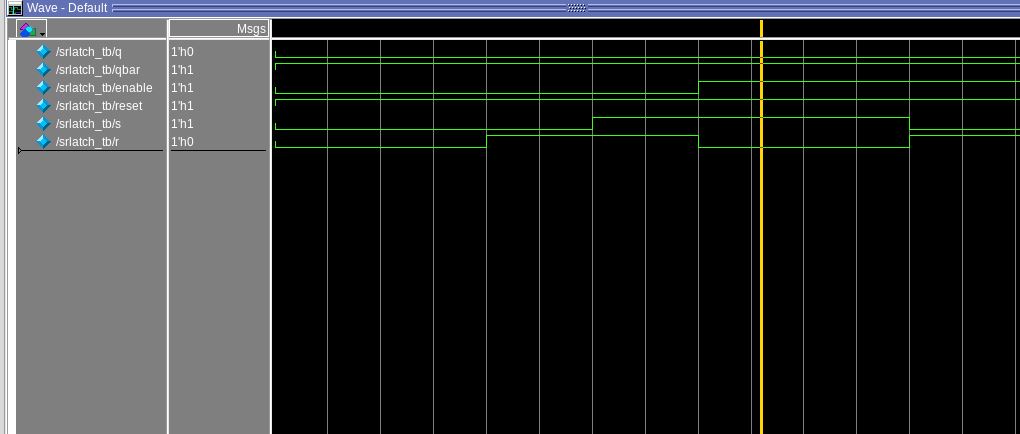 Wave - Default
Msgs
/srlatch_tb/q 1'h0
/srlatch_tb/qbar 1'h1
/srlatch_tb/enable 1'h1
/srlatch_tb/reset 1'h1
/srlatch_tb/s 1'h1
/srlatch_tb/r 1'h0